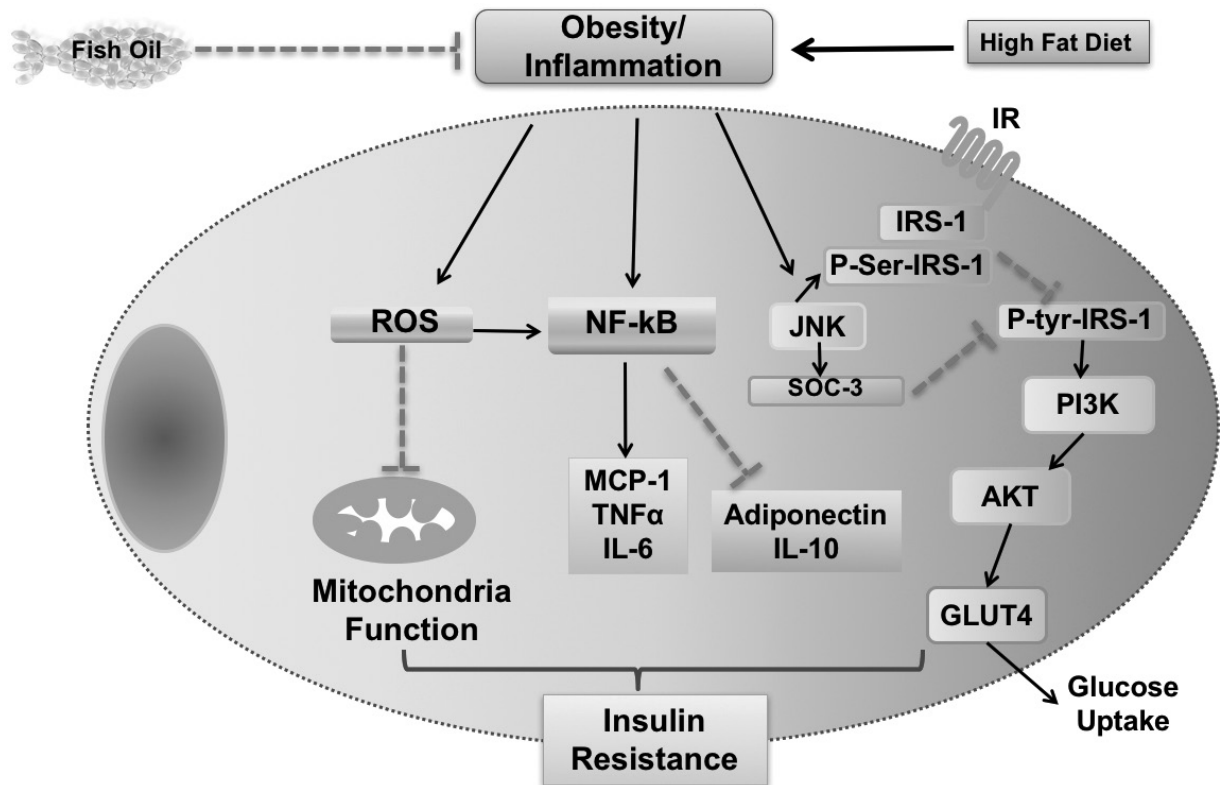 Fish Oil
Obesity/
Inflammation
High Fat Diet
IR
IRS-1
P-Ser-IRS-1
ROS
NF-kB
JNK
P-tyr-IRS-1
SOC-3
PI3K
MCP-1
TNFα
IL-6
Adiponectin
IL-10
AKT
Mitochondria
Function
GLUT4
Glucose
Uptake
Insulin
Resistance